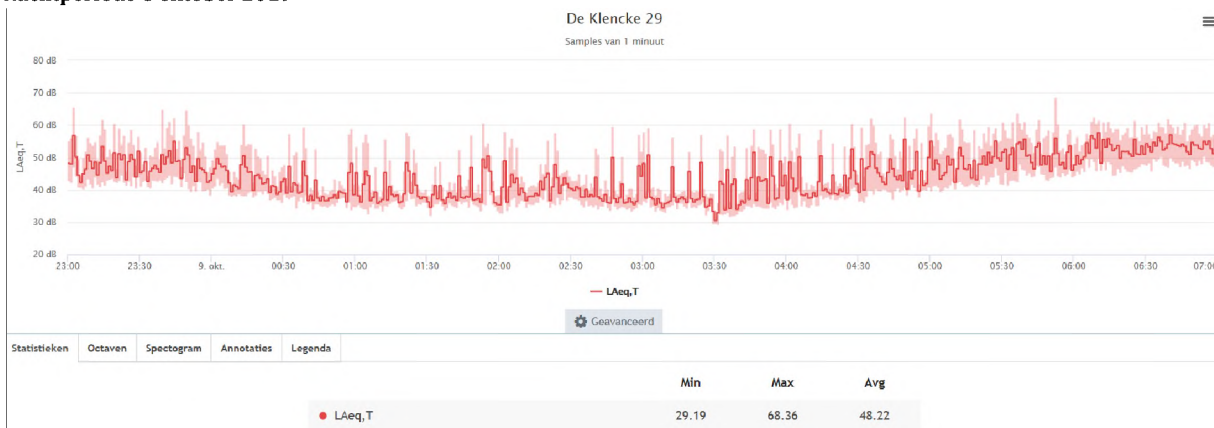 De Klencke 29
Samples van 1 minuut
80 dB
70 dB
60 dB
50 dB
40 dB
30 dB
20 dB
LAeq,T
23:00 23:30 9. okt. 00:30 01:00 01:30 02:00 02:30 03:00 03:30 04:00 04:30 05:00 05:30 06:00 06:30 07:00
LAeq,T
Geavanceerd
Statistieken Octaven Spectogram Annotaties Legenda
Min Max Avg
LAeq,T 29.19 68.36 48.22